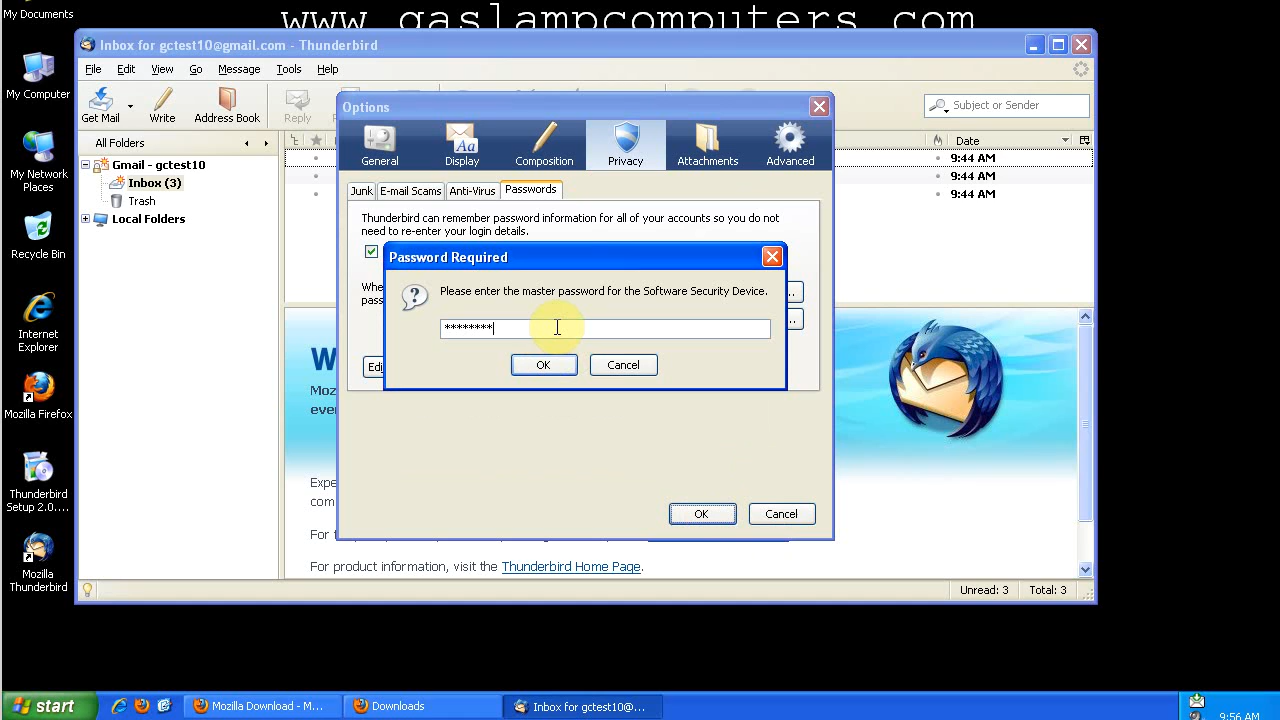 www.gaslampcomputers.com
My Documents
My Computer
My Network
Places
Recycle Bin
Internet
Explorer
Mozilla Firefox
Thunderbird
Setup 2.0....
Mozilla
Thunderbird
Inbox for gctest10@gmail.com - Thunderbird
File Edit View Go Message Tools Help
Get Mail Write Address Book Reply
Subject or Sender
All Folders
Date
Gmail - gctest10
Inbox (3)
Trash
Local Folders
9:44 AM
9:44 AM
9:44 AM
Options
General Display Composition Privacy Attachments Advanced
Junk E-mail Scams Anti-Virus Passwords
Thunderbird can remember password information for all of your accounts so you do not
need to re-enter your login details.
Password Required
Please enter the master password for the Software Security Device.
********
OK Cancel
OK Cancel
For product information, visit the Thunderbird Home Page.
Unread: 3 Total: 3
start
Mozilla Download - M...
Downloads
Inbox for gctest10@...
9:56 AM